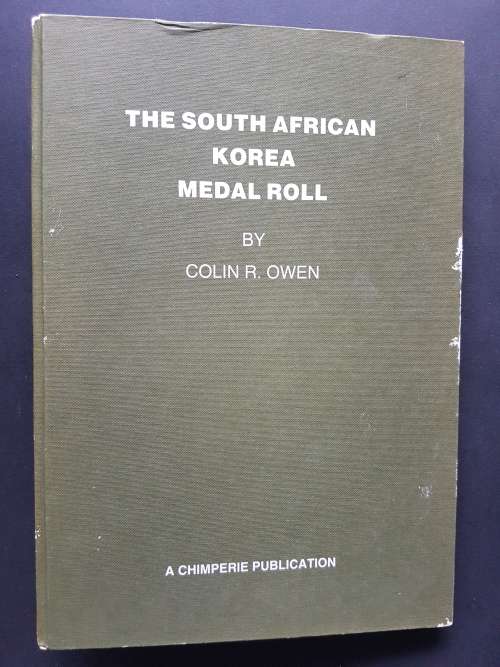 THE SOUTH AFRICAN
KOREA
MEDAL ROLL
BY
COLIN R. OWEN
A CHIMPERIE PUBLICATION